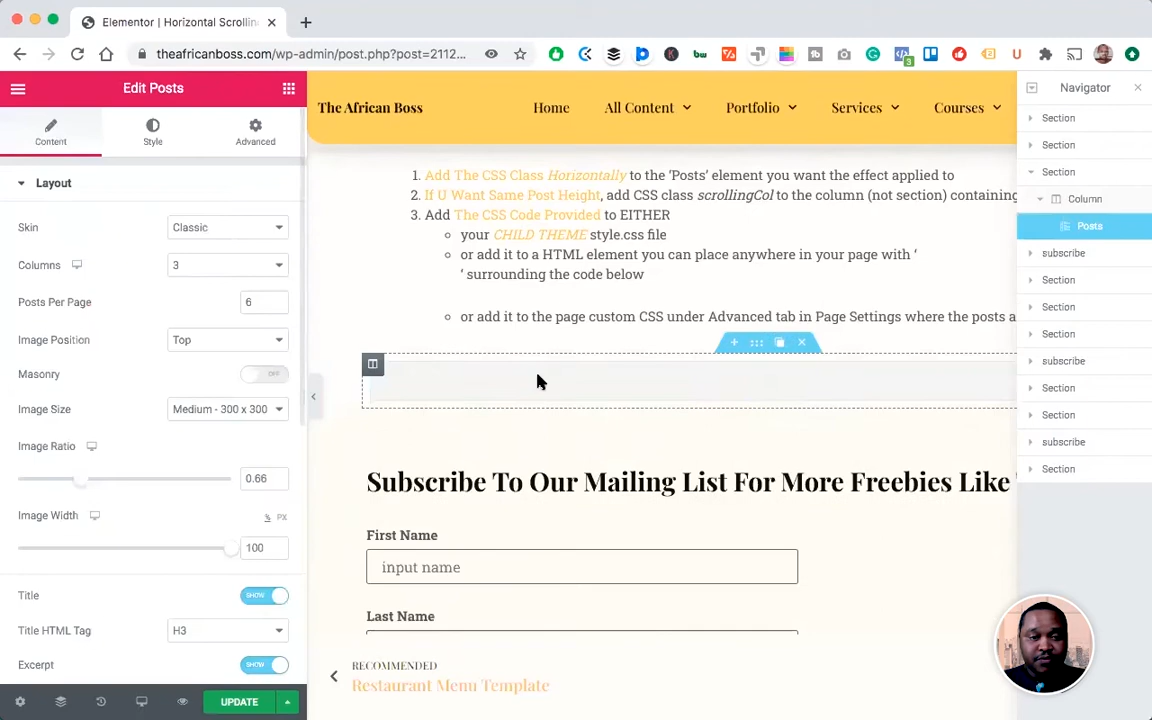 Elementor | Horizontal Scrollin
theafricanboss.com/wp-admin/post.php?post=2112...
Edit Posts
Content
Style
Advanced
Layout
Skin
Classic
Columns
3
Posts Per Page
6
Image Position
Top
Masonry
OFF
Image Size
Medium - 300 x 300
Image Ratio
0.66
Image Width
% PX
100
Title
SHOW
Title HTML Tag
H3
Excerpt
SHOW
UPDATE
The African Boss
Home
All Content
Portfolio
Services
Courses
1. Add The CSS Class Horizontally to the ‘Posts’ element you want the effect applied to
2. If U Want Same Post Height, add CSS class scrollingCol to the column (not section) containing
3. Add The CSS Code Provided to EITHER
your CHILD THEME style.css file
or add it to a HTML element you can place anywhere in your page with ‘
‘ surrounding the code below
or add it to the page custom CSS under Advanced tab in Page Settings where the posts a
Subscribe To Our Mailing List For More Freebies Like
First Name
input name
Last Name
RECOMMENDED
Restaurant Menu Template
Navigator
Section
Section
Section
Column
Posts
subscribe
Section
Section
Section
subscribe
Section
Section
subscribe
Section